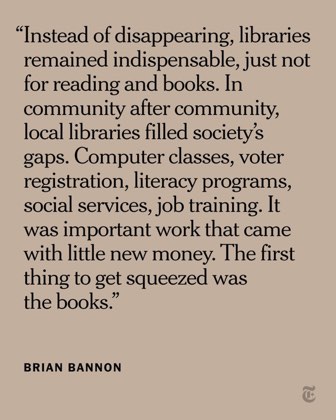 “Instead of disappearing, libraries
remained indispensable, just not
for reading and books. In
community after community,
local libraries filled society’s
gaps. Computer classes, voter
registration, literacy programs,
social services, job training. It
was important work that came
with little new money. The first
thing to get squeezed was
the books.”
BRIAN BANNON
T